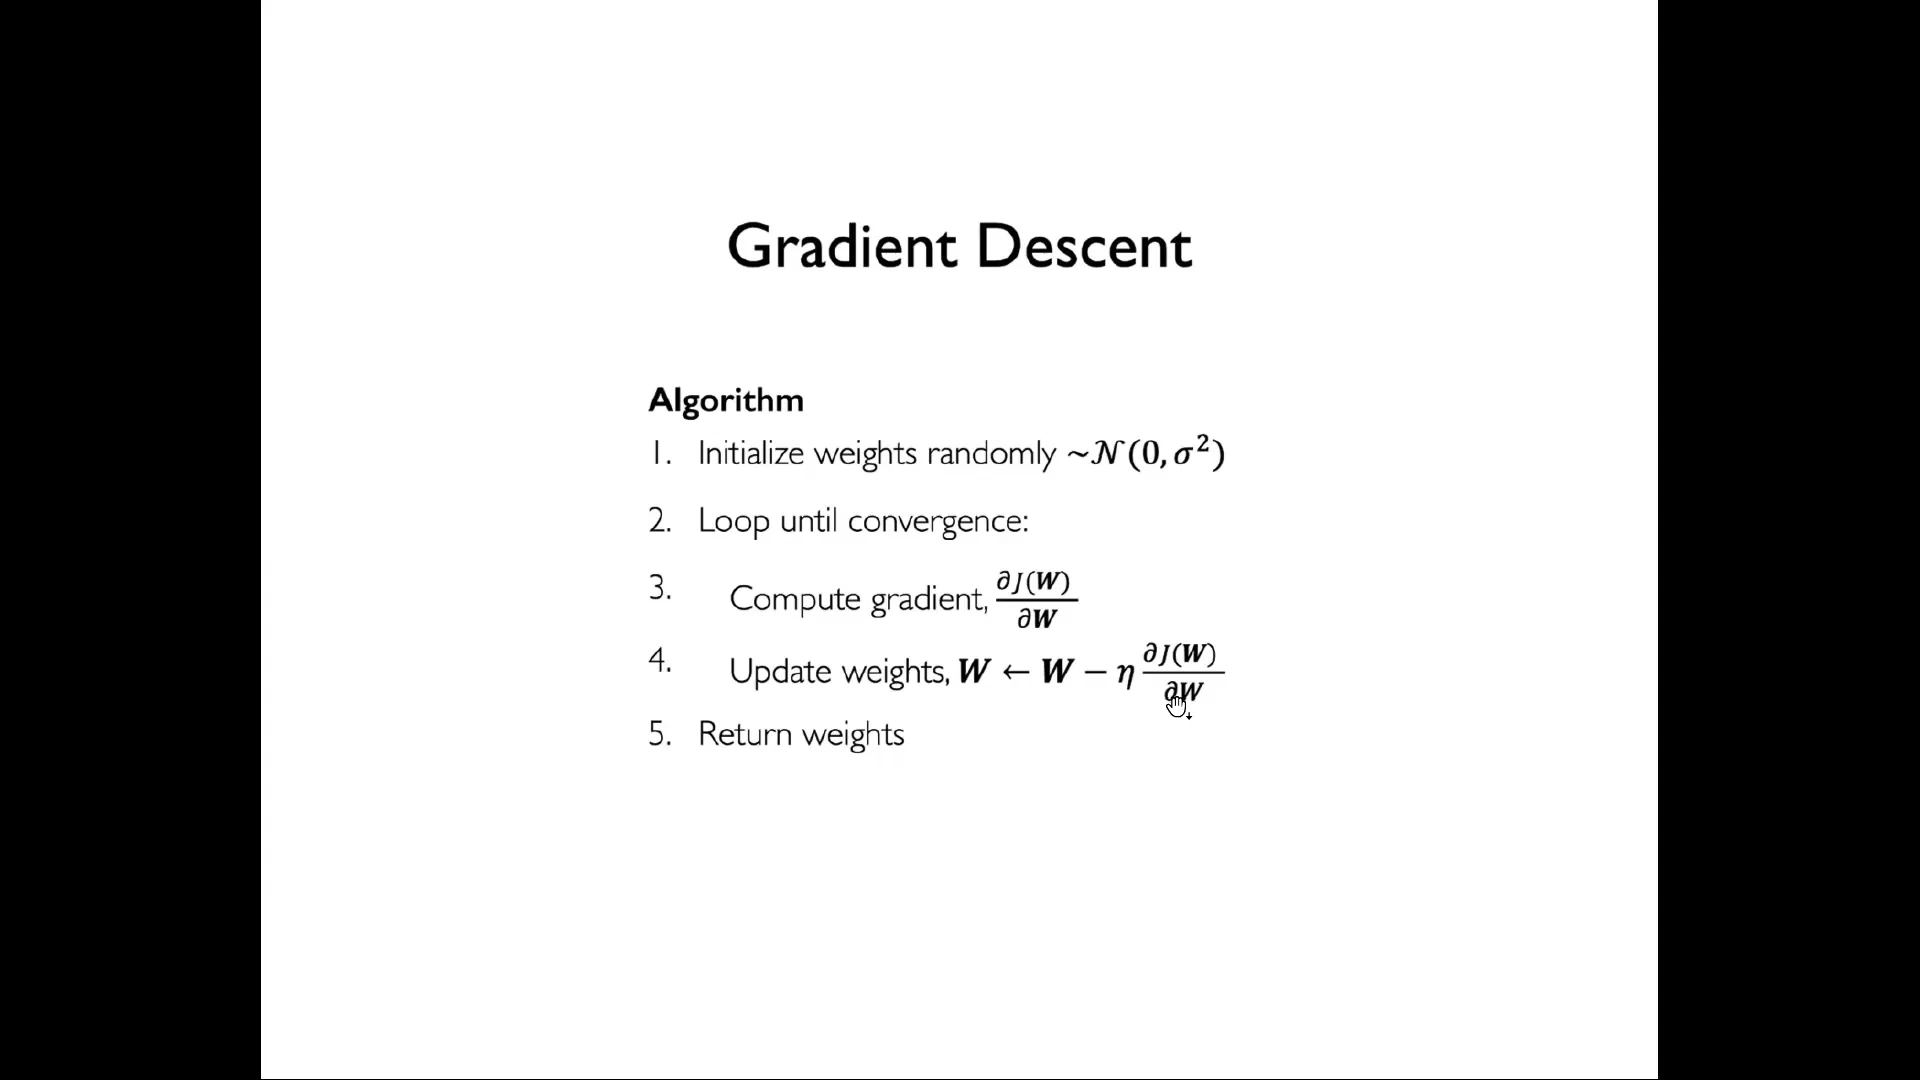 Gradient Descent
Algorithm
1. Initialize weights randomly ~𝒩(0, σ²)
2. Loop until convergence:
3. Compute gradient, ∂J(W)/∂W
4. Update weights, W ← W − η ∂J(W)/∂W
5. Return weights